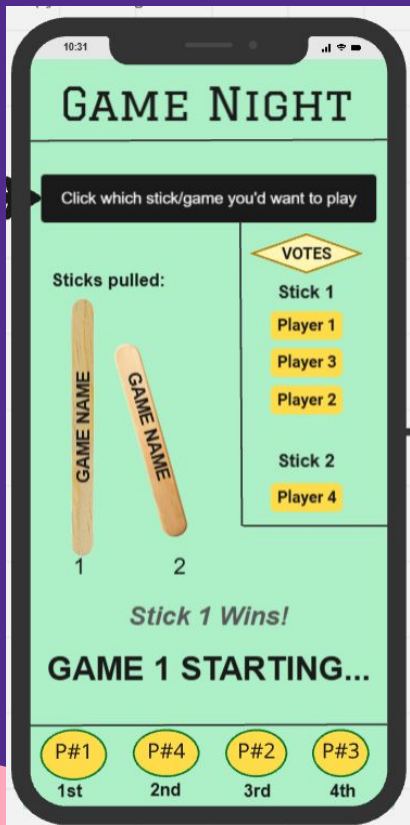 10:31
GAME NIGHT
Click which stick/game you'd want to play
VOTES
Sticks pulled:
Stick 1
Player 1
Player 3
Player 2
GAME NAME
GAME NAME
Stick 2
Player 4
1
2
Stick 1 Wins!
GAME 1 STARTING...
P#1
P#4
P#2
P#3
1st
2nd
3rd
4th